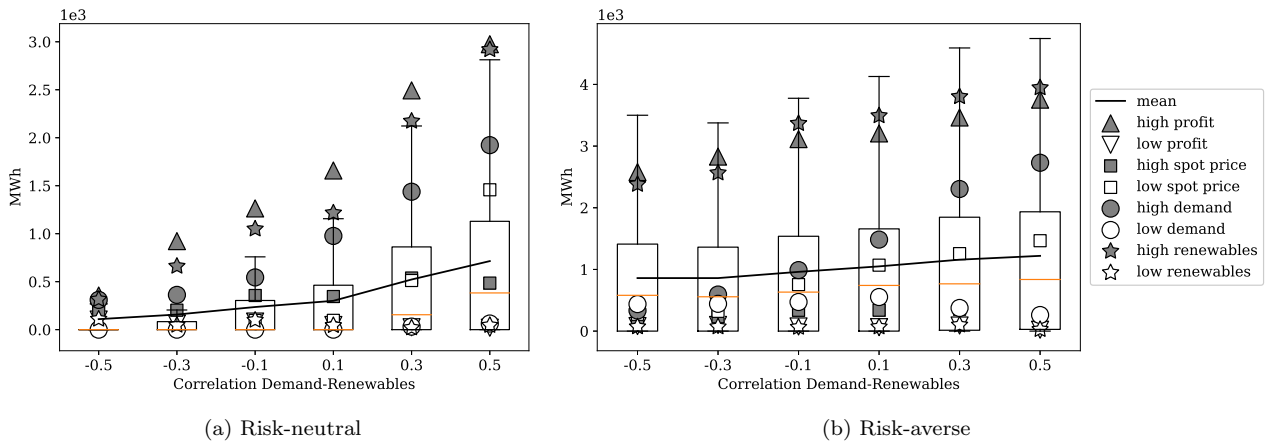 1e3
3.0
2.5
2.0
1.5
1.0
0.5
0.0
MWh
-0.5 -0.3 -0.1 0.1 0.3 0.5
Correlation Demand-Renewables
(a) Risk-neutral
1e3
4
3
2
1
0
MWh
-0.5 -0.3 -0.1 0.1 0.3 0.5
Correlation Demand-Renewables
(b) Risk-averse
mean
high profit
low profit
high spot price
low spot price
high demand
low demand
high renewables
low renewables